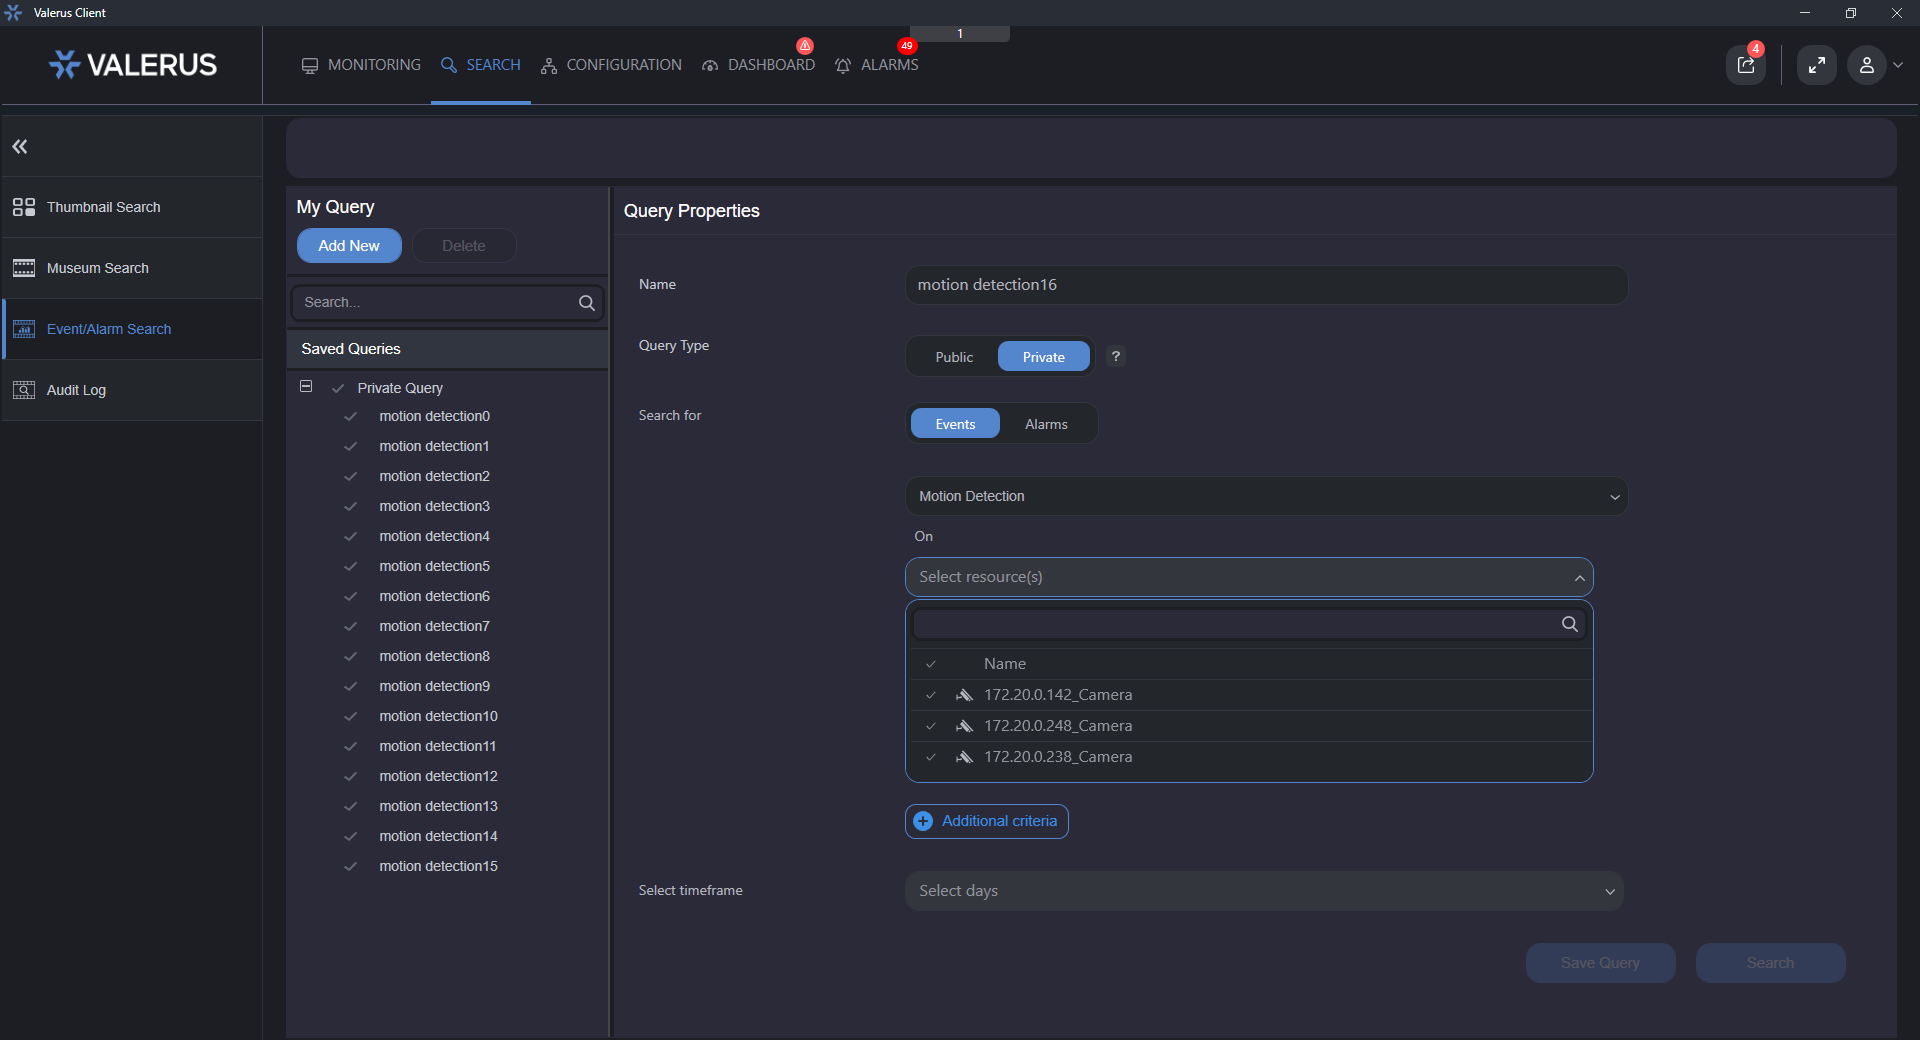 Valerus Client
1
VALERUS
MONITORING
SEARCH
CONFIGURATION
DASHBOARD
49
ALARMS
4
Thumbnail Search
Museum Search
Event/Alarm Search
Audit Log
My Query
Add New
Delete
Search...
Saved Queries
Private Query
motion detection0
motion detection1
motion detection2
motion detection3
motion detection4
motion detection5
motion detection6
motion detection7
motion detection8
motion detection9
motion detection10
motion detection11
motion detection12
motion detection13
motion detection14
motion detection15
Query Properties
Name
motion detection16
Query Type
Public
Private
?
Search for
Events
Alarms
Motion Detection
On
Select resource(s)
Name
172.20.0.142_Camera
172.20.0.248_Camera
172.20.0.238_Camera
Additional criteria
Select timeframe
Select days
Save Query
Search